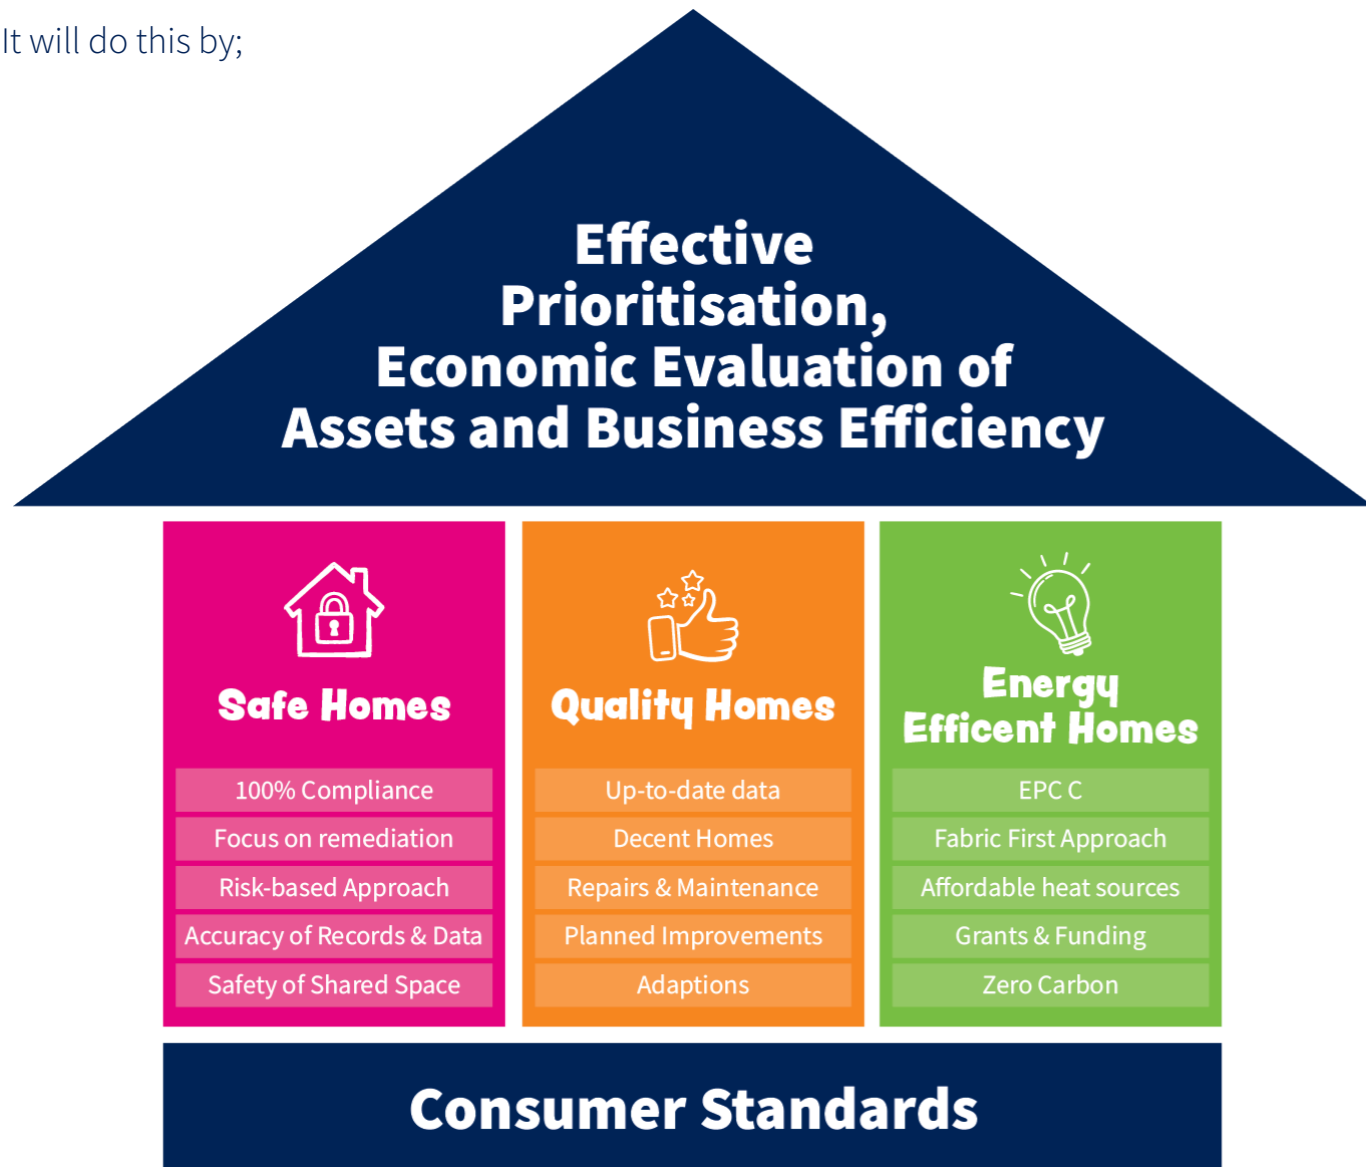 It will do this by;
Effective
Prioritisation,
Economic Evaluation of
Assets and Business Efficiency
Safe Homes
100% Compliance
Focus on remediation
Risk-based Approach
Accuracy of Records & Data
Safety of Shared Space
Quality Homes
Up-to-date data
Decent Homes
Repairs & Maintenance
Planned Improvements
Adaptions
Energy
Efficent Homes
EPC C
Fabric First Approach
Affordable heat sources
Grants & Funding
Zero Carbon
Consumer Standards